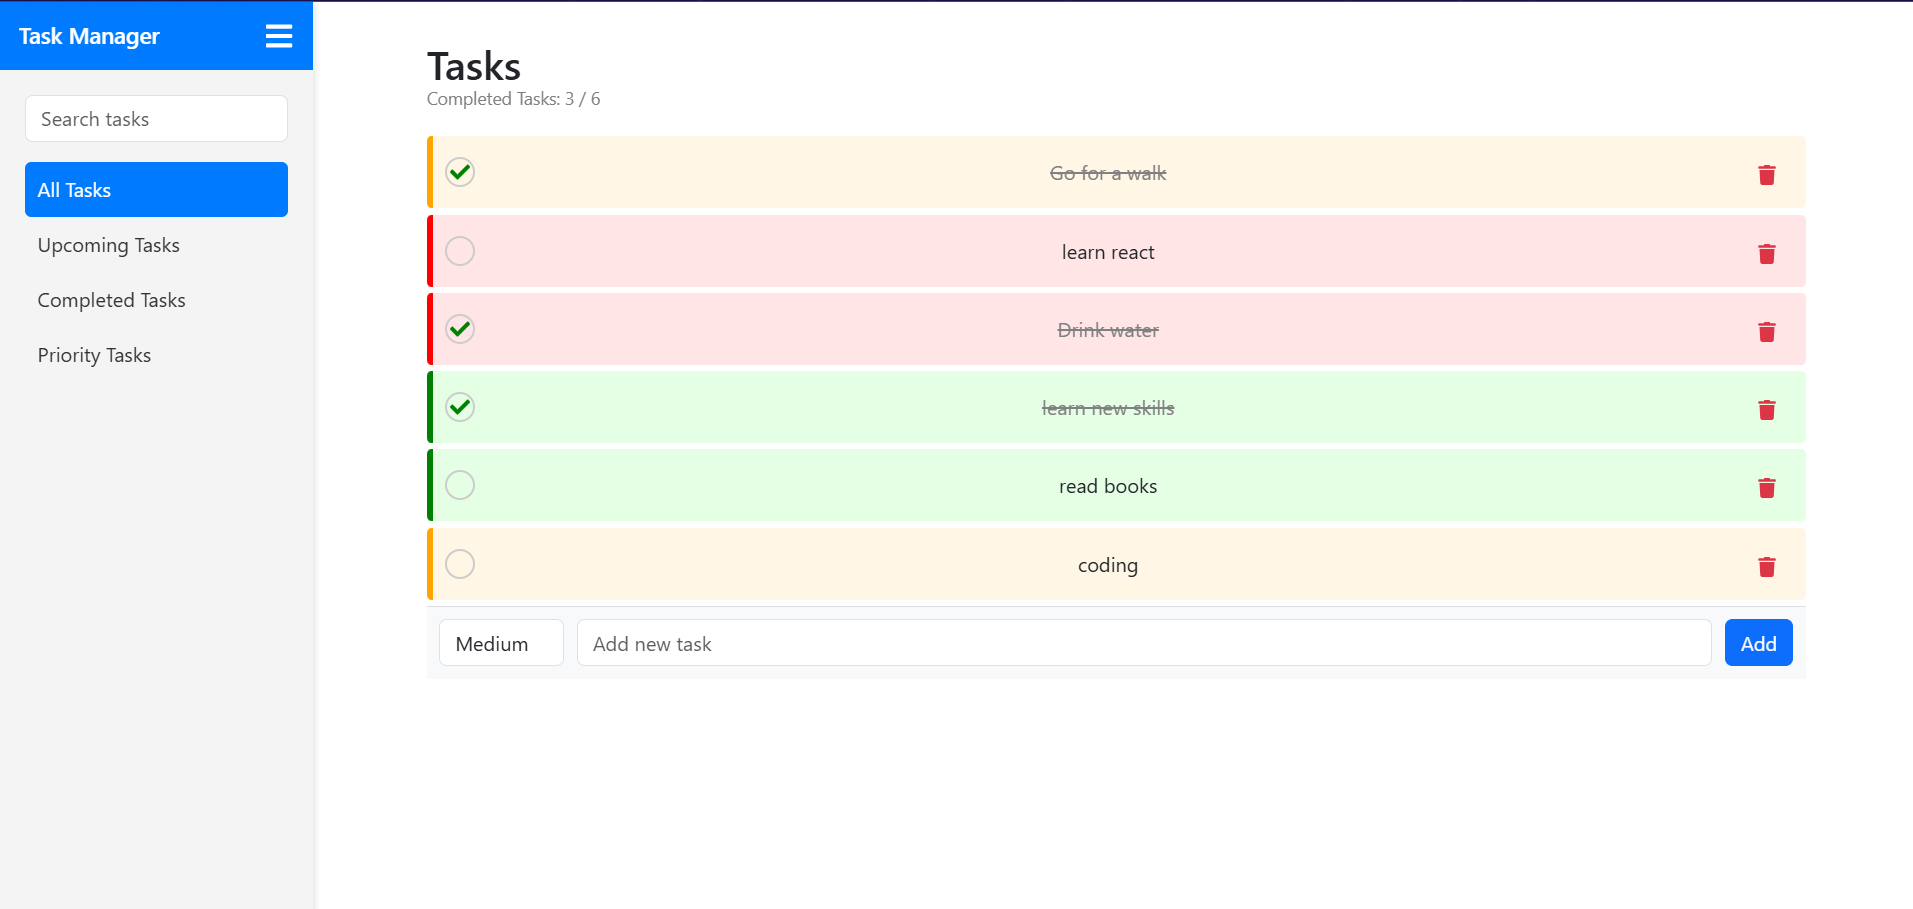 Task Manager
Search tasks
All Tasks
Upcoming Tasks
Completed Tasks
Priority Tasks
Tasks
Completed Tasks: 3 / 6
Go for a walk
learn react
Drink water
learn new skills
read books
coding
Medium
Add new task
Add